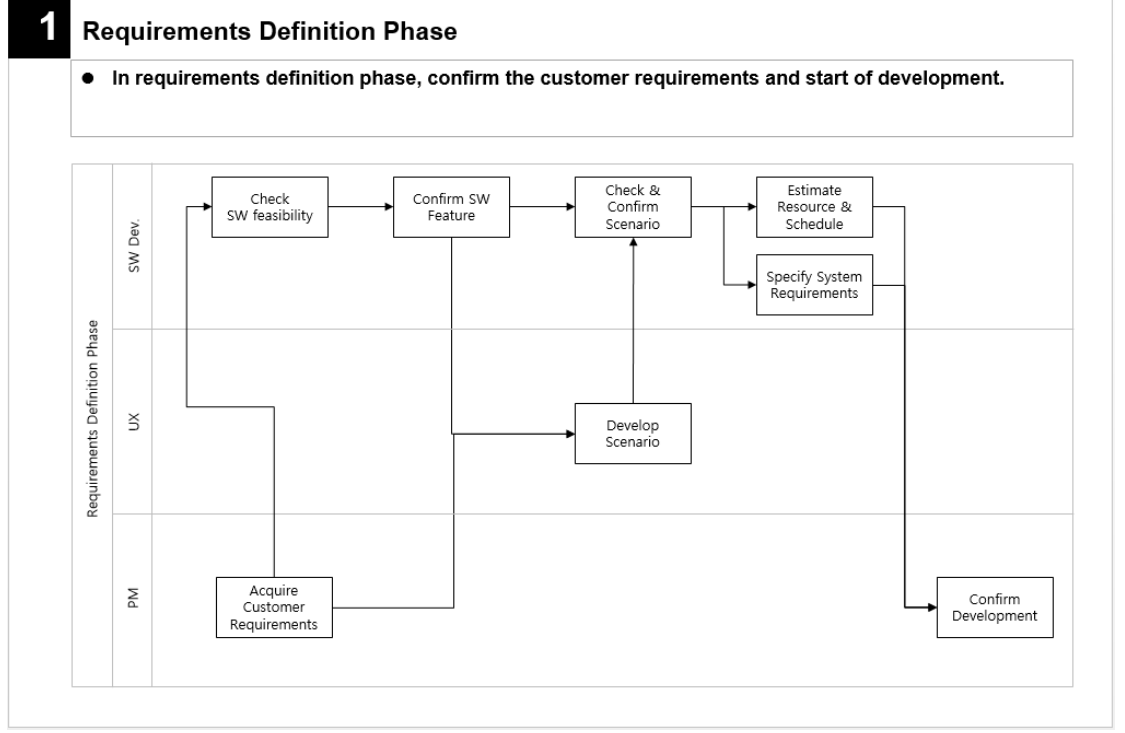 1
Requirements Definition Phase
● In requirements definition phase, confirm the customer requirements and start of development.
Requirements Definition Phase
SW Dev.
Check
SW feasibility
Confirm SW
Feature
Check &
Confirm
Scenario
Estimate
Resource &
Schedule
Specify System
Requirements
UX
Develop
Scenario
PM
Acquire
Customer
Requirements
Confirm
Development